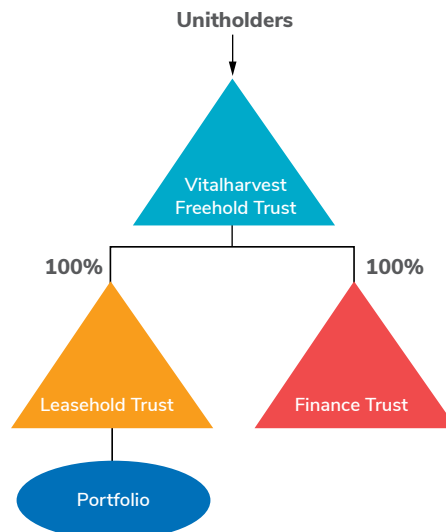 Unitholders
Vitalharvest
Freehold Trust
100%
100%
Leasehold Trust
Finance Trust
Portfolio